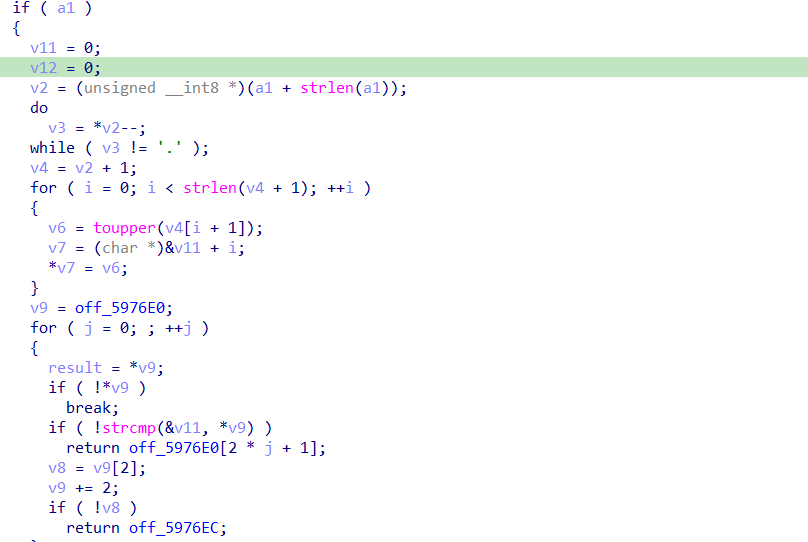 if ( a1 )
{
v11 = 0;
v12 = 0;
v2 = (unsigned __int8 *)(a1 + strlen(a1));
do
v3 = *v2--;
while ( v3 != '.' );
v4 = v2 + 1;
for ( i = 0; i < strlen(v4 + 1); ++i )
{
v6 = toupper(v4[i + 1]);
v7 = (char *)&v11 + i;
*v7 = v6;
}
v9 = off_5976E0;
for ( j = 0; ; ++j )
{
result = *v9;
if ( !*v9 )
break;
if ( !strcmp(&v11, *v9) )
return off_5976E0[2 * j + 1];
v8 = v9[2];
v9 += 2;
if ( !v8 )
return off_5976EC;